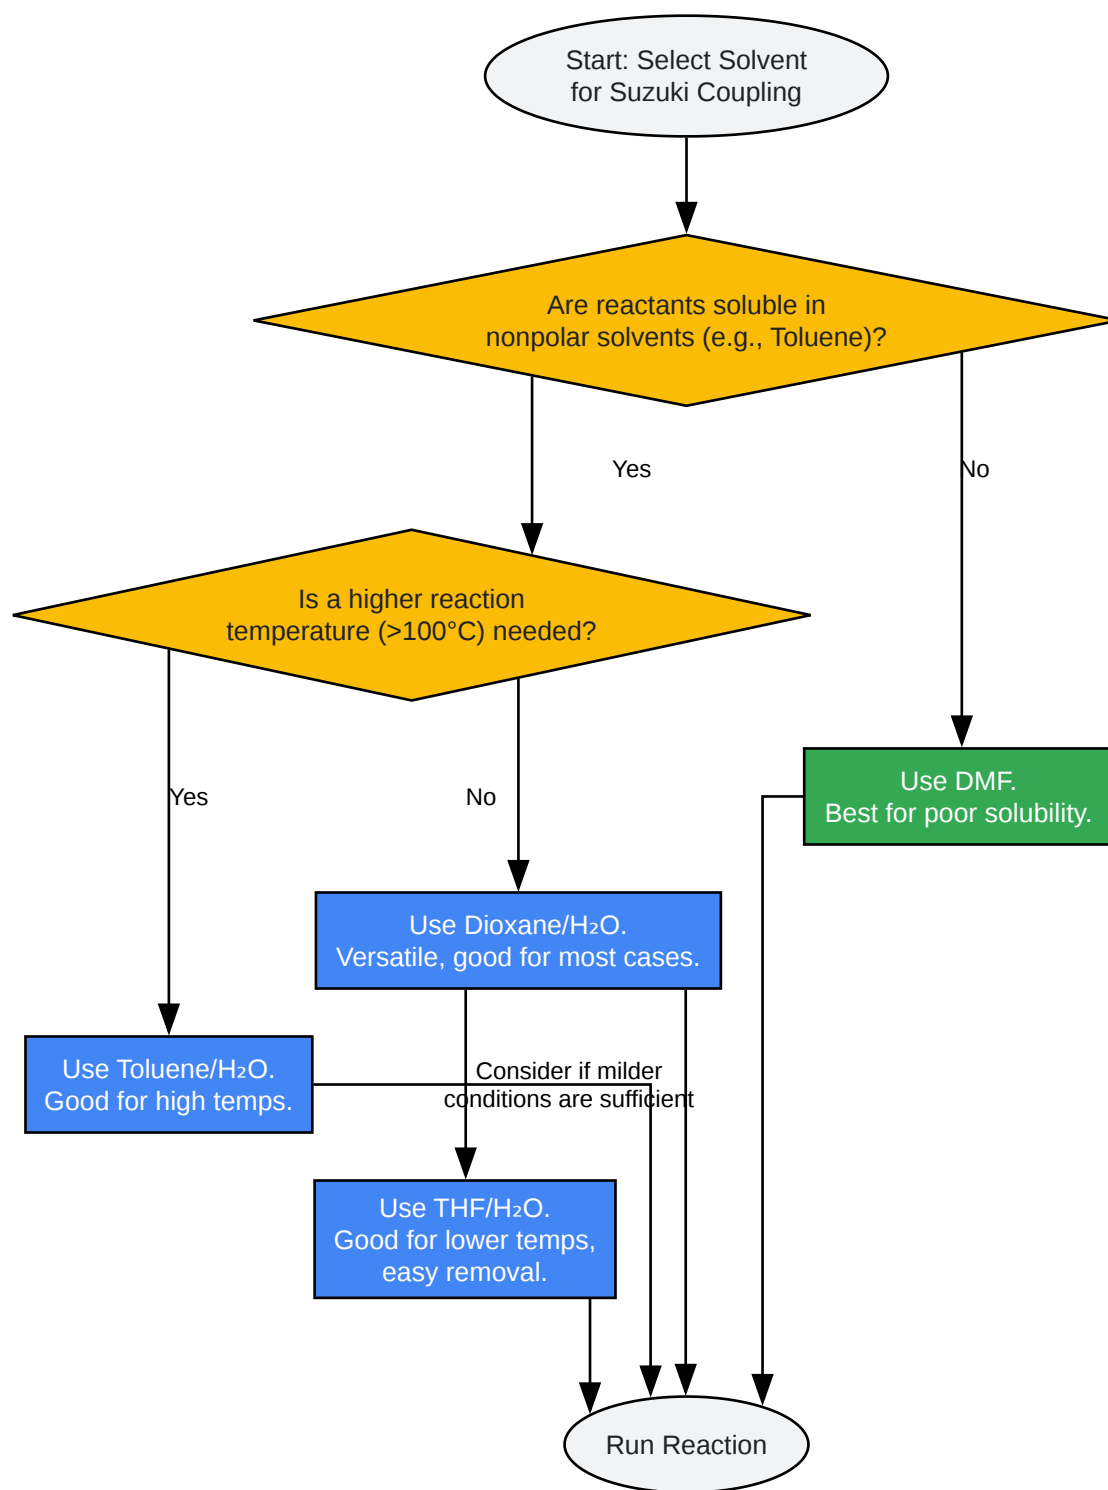 Start: Select Solvent
for Suzuki Coupling
Are reactants soluble in
nonpolar solvents (e.g., Toluene)?
Yes
No
Is a higher reaction
temperature (>100°C) needed?
Yes
No
Use DMF.
Best for poor solubility.
Use Dioxane/H₂O.
Versatile, good for most cases.
Use Toluene/H₂O.
Good for high temps.
Consider if milder
conditions are sufficient
Use THF/H₂O.
Good for lower temps,
easy removal.
Run Reaction